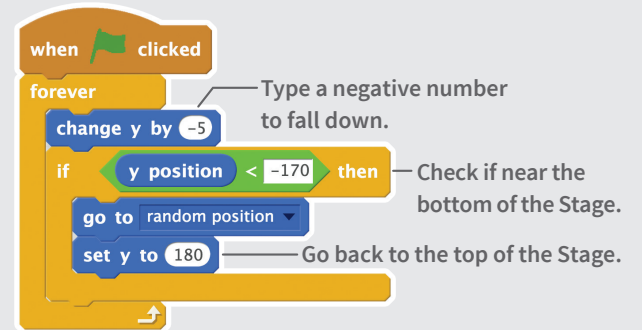 when clicked
forever
Type a negative number
to fall down.
change y by -5
if y position < -170 then
Check if near the
bottom of the Stage.
go to random position
set y to 180
Go back to the top of the Stage.